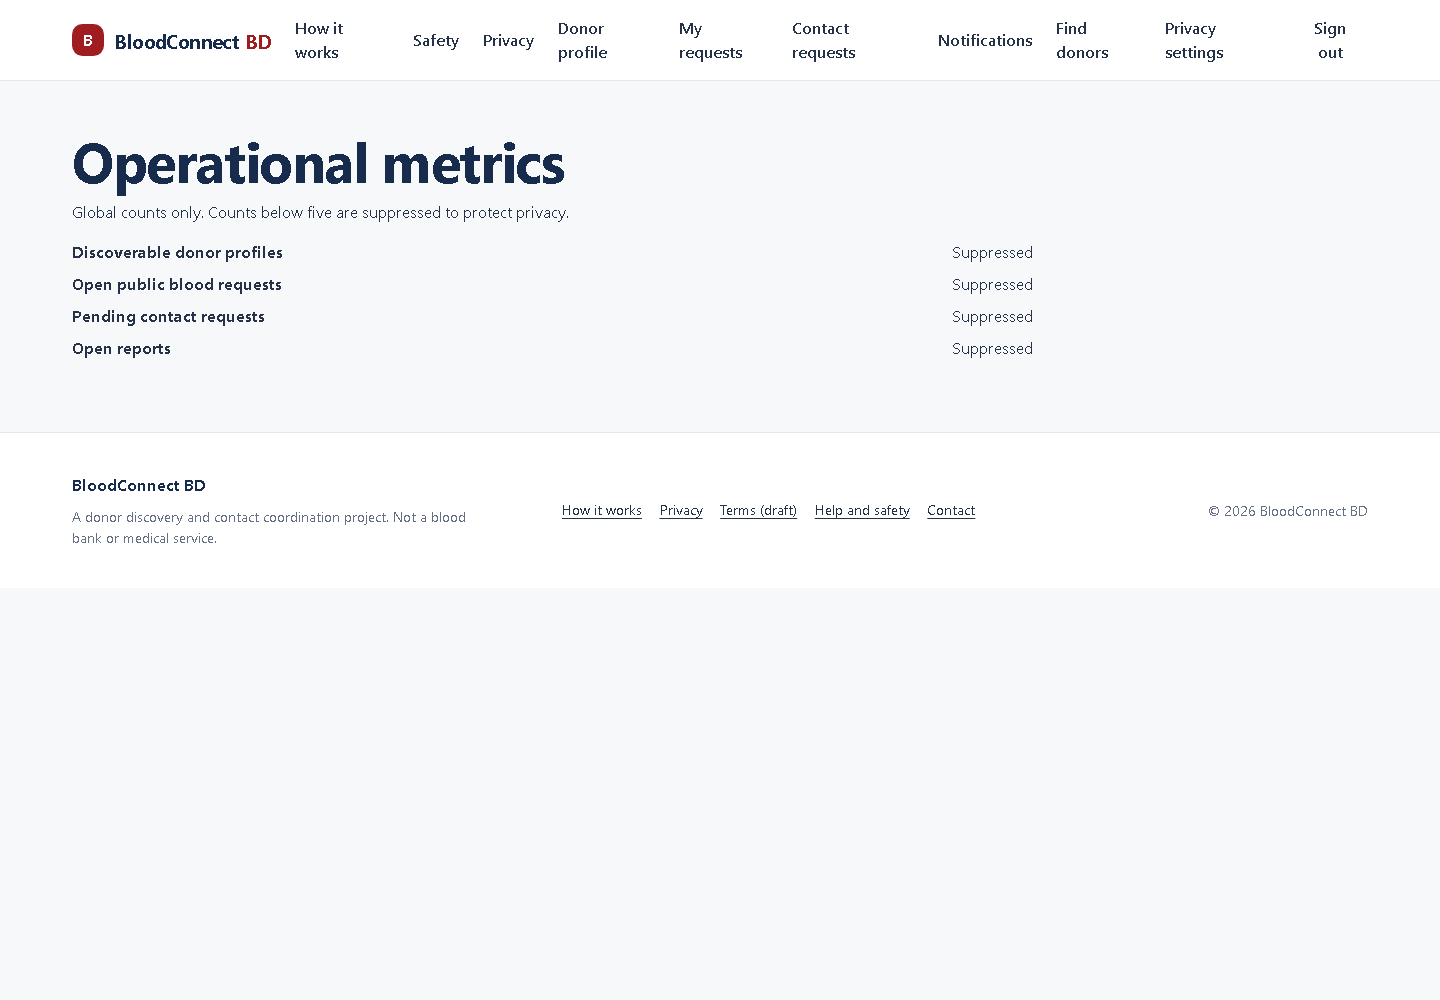 B BloodConnect BD
How it works
Safety
Privacy
Donor profile
My requests
Contact requests
Notifications
Find donors
Privacy settings
Sign out
Operational metrics
Global counts only. Counts below five are suppressed to protect privacy.
Discoverable donor profiles Suppressed
Open public blood requests Suppressed
Pending contact requests Suppressed
Open reports Suppressed
BloodConnect BD
A donor discovery and contact coordination project. Not a blood
bank or medical service.
How it works Privacy Terms (draft) Help and safety Contact
© 2026 BloodConnect BD